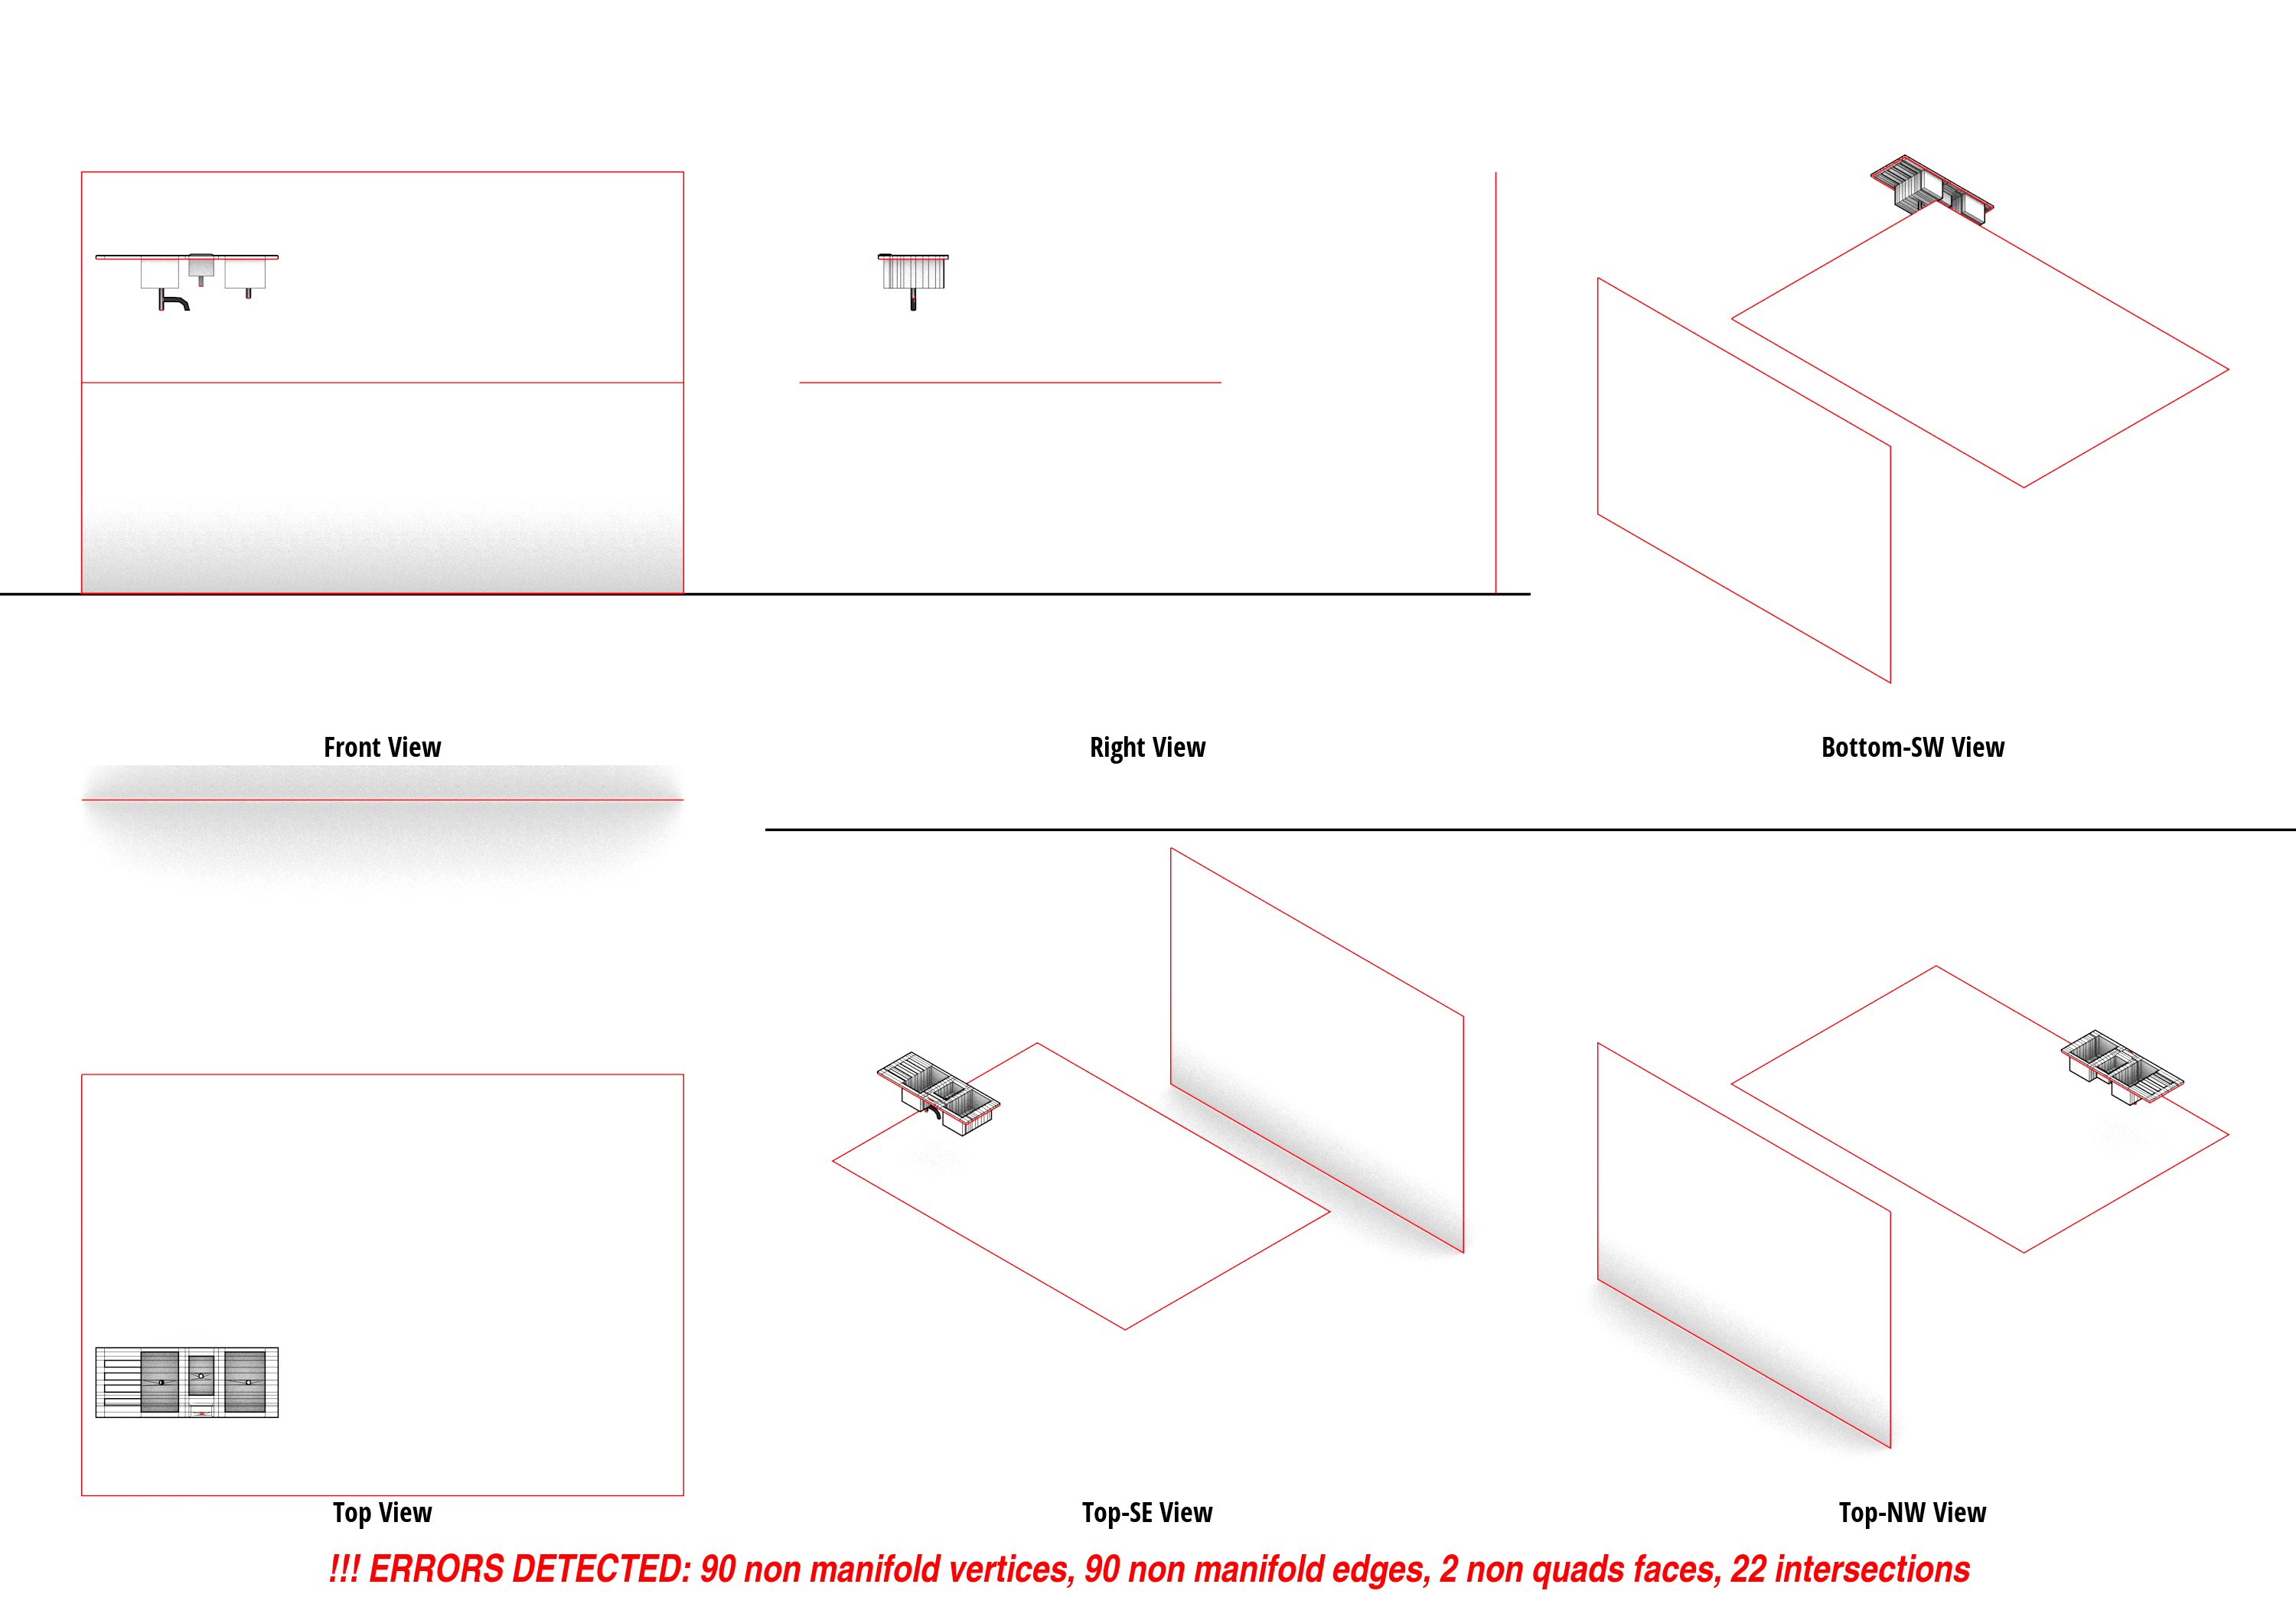 Front View
Right View
Bottom-SW View
Top View
Top-SE View
Top-NW View
!!! ERRORS DETECTED: 90 non manifold vertices, 90 non manifold edges, 2 non quads faces, 22 intersections